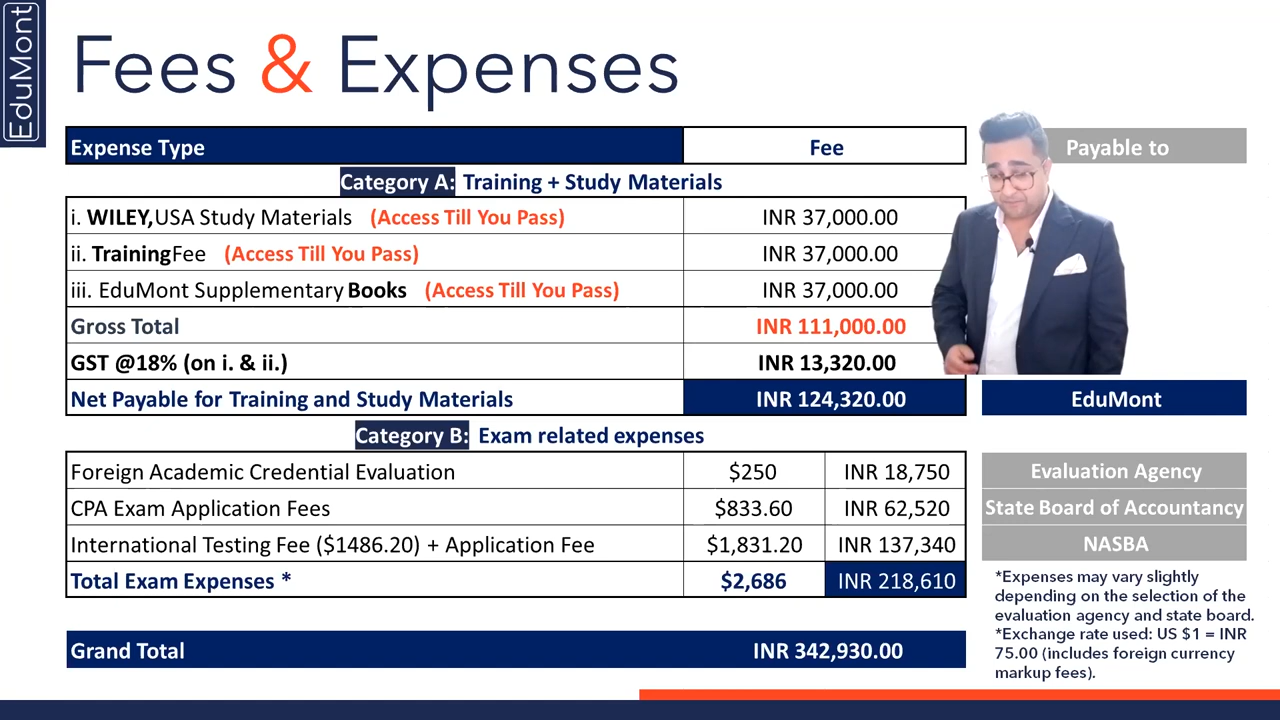 EduMont
Fees & Expenses
Expense Type Fee Payable to
Category A: Training + Study Materials
i. WILEY,USA Study Materials (Access Till You Pass) INR 37,000.00
ii. TrainingFee (Access Till You Pass) INR 37,000.00
iii. EduMont Supplementary Books (Access Till You Pass) INR 37,000.00
Gross Total INR 111,000.00
GST @18% (on i. & ii.) INR 13,320.00
Net Payable for Training and Study Materials INR 124,320.00 EduMont
Category B: Exam related expenses
Foreign Academic Credential Evaluation $250 INR 18,750 Evaluation Agency
CPA Exam Application Fees $833.60 INR 62,520 State Board of Accountancy
International Testing Fee ($1486.20) + Application Fee $1,831.20 INR 137,340 NASBA
Total Exam Expenses * $2,686 INR 218,610
*Expenses may vary slightly
depending on the selection of the
evaluation agency and state board.
*Exchange rate used: US $1 = INR
75.00 (includes foreign currency
markup fees).
Grand Total INR 342,930.00